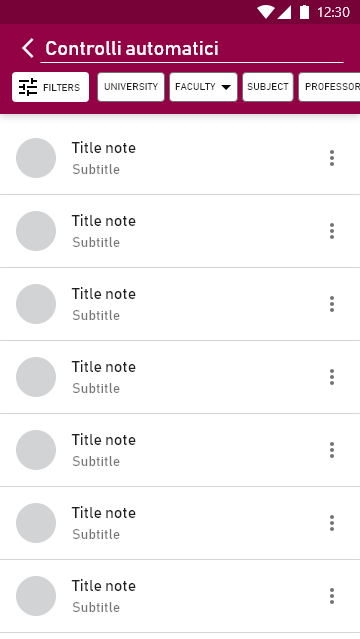 12:30
Controlli automatici
FILTERS UNIVERSITY FACULTY SUBJECT PROFESSOR
Title note
Subtitle
Title note
Subtitle
Title note
Subtitle
Title note
Subtitle
Title note
Subtitle
Title note
Subtitle
Title note
Subtitle